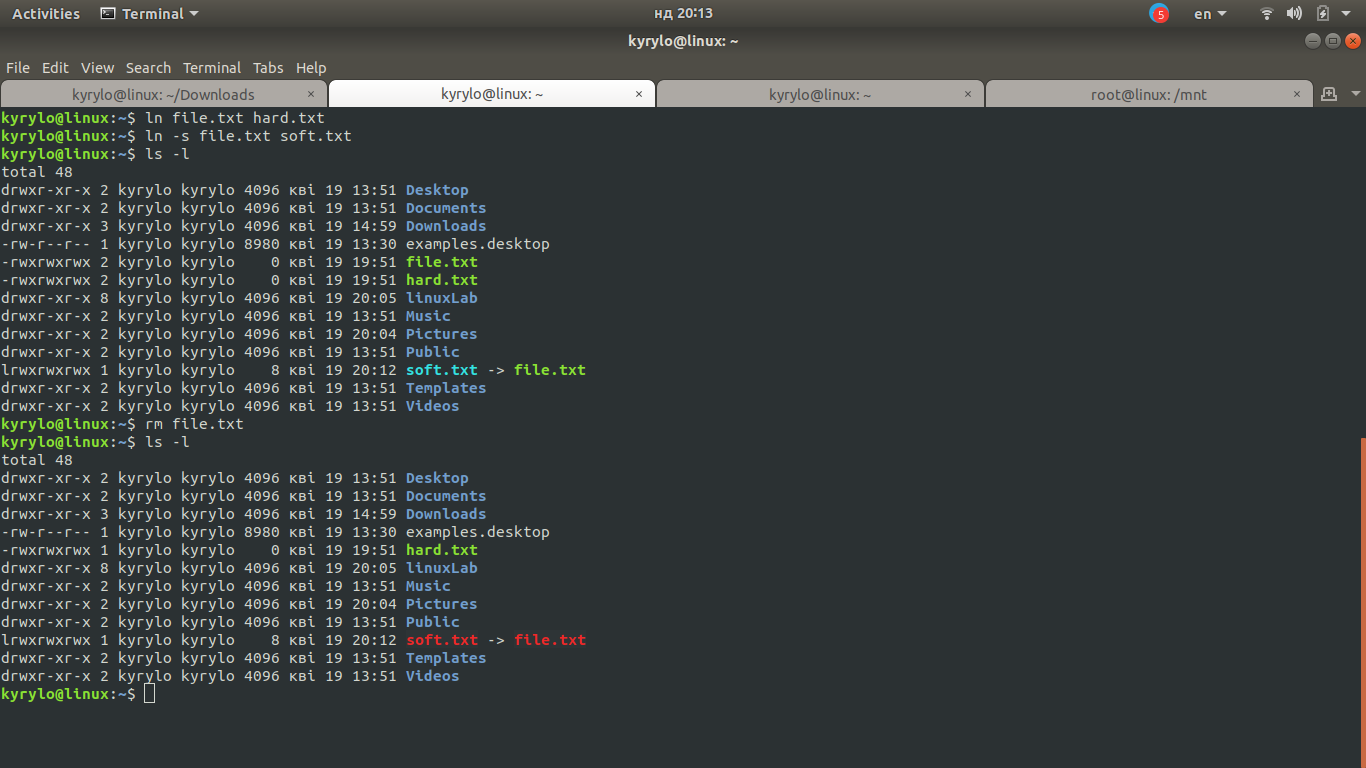 Activities Terminal нд 20:13 5 en
kyrylo@linux: ~
File Edit View Search Terminal Tabs Help
kyrylo@linux: ~/Downloads × kyrylo@linux: ~ × kyrylo@linux: ~ × root@linux: /mnt ×
kyrylo@linux:~$ ln file.txt hard.txt
kyrylo@linux:~$ ln -s file.txt soft.txt
kyrylo@linux:~$ ls -l
total 48
drwxr-xr-x 2 kyrylo kyrylo 4096 кві 19 13:51 Desktop
drwxr-xr-x 2 kyrylo kyrylo 4096 кві 19 13:51 Documents
drwxr-xr-x 3 kyrylo kyrylo 4096 кві 19 14:59 Downloads
-rw-r--r-- 1 kyrylo kyrylo 8980 кві 19 13:30 examples.desktop
-rwxrwxrwx 2 kyrylo kyrylo    0 кві 19 19:51 file.txt
-rwxrwxrwx 2 kyrylo kyrylo    0 кві 19 19:51 hard.txt
drwxr-xr-x 8 kyrylo kyrylo 4096 кві 19 20:05 linuxLab
drwxr-xr-x 2 kyrylo kyrylo 4096 кві 19 13:51 Music
drwxr-xr-x 2 kyrylo kyrylo 4096 кві 19 20:04 Pictures
drwxr-xr-x 2 kyrylo kyrylo 4096 кві 19 13:51 Public
lrwxrwxrwx 1 kyrylo kyrylo    8 кві 19 20:12 soft.txt -> file.txt
drwxr-xr-x 2 kyrylo kyrylo 4096 кві 19 13:51 Templates
drwxr-xr-x 2 kyrylo kyrylo 4096 кві 19 13:51 Videos
kyrylo@linux:~$ rm file.txt
kyrylo@linux:~$ ls -l
total 48
drwxr-xr-x 2 kyrylo kyrylo 4096 кві 19 13:51 Desktop
drwxr-xr-x 2 kyrylo kyrylo 4096 кві 19 13:51 Documents
drwxr-xr-x 3 kyrylo kyrylo 4096 кві 19 14:59 Downloads
-rw-r--r-- 1 kyrylo kyrylo 8980 кві 19 13:30 examples.desktop
-rwxrwxrwx 1 kyrylo kyrylo    0 кві 19 19:51 hard.txt
drwxr-xr-x 8 kyrylo kyrylo 4096 кві 19 20:05 linuxLab
drwxr-xr-x 2 kyrylo kyrylo 4096 кві 19 13:51 Music
drwxr-xr-x 2 kyrylo kyrylo 4096 кві 19 20:04 Pictures
drwxr-xr-x 2 kyrylo kyrylo 4096 кві 19 13:51 Public
lrwxrwxrwx 1 kyrylo kyrylo    8 кві 19 20:12 soft.txt -> file.txt
drwxr-xr-x 2 kyrylo kyrylo 4096 кві 19 13:51 Templates
drwxr-xr-x 2 kyrylo kyrylo 4096 кві 19 13:51 Videos
kyrylo@linux:~$